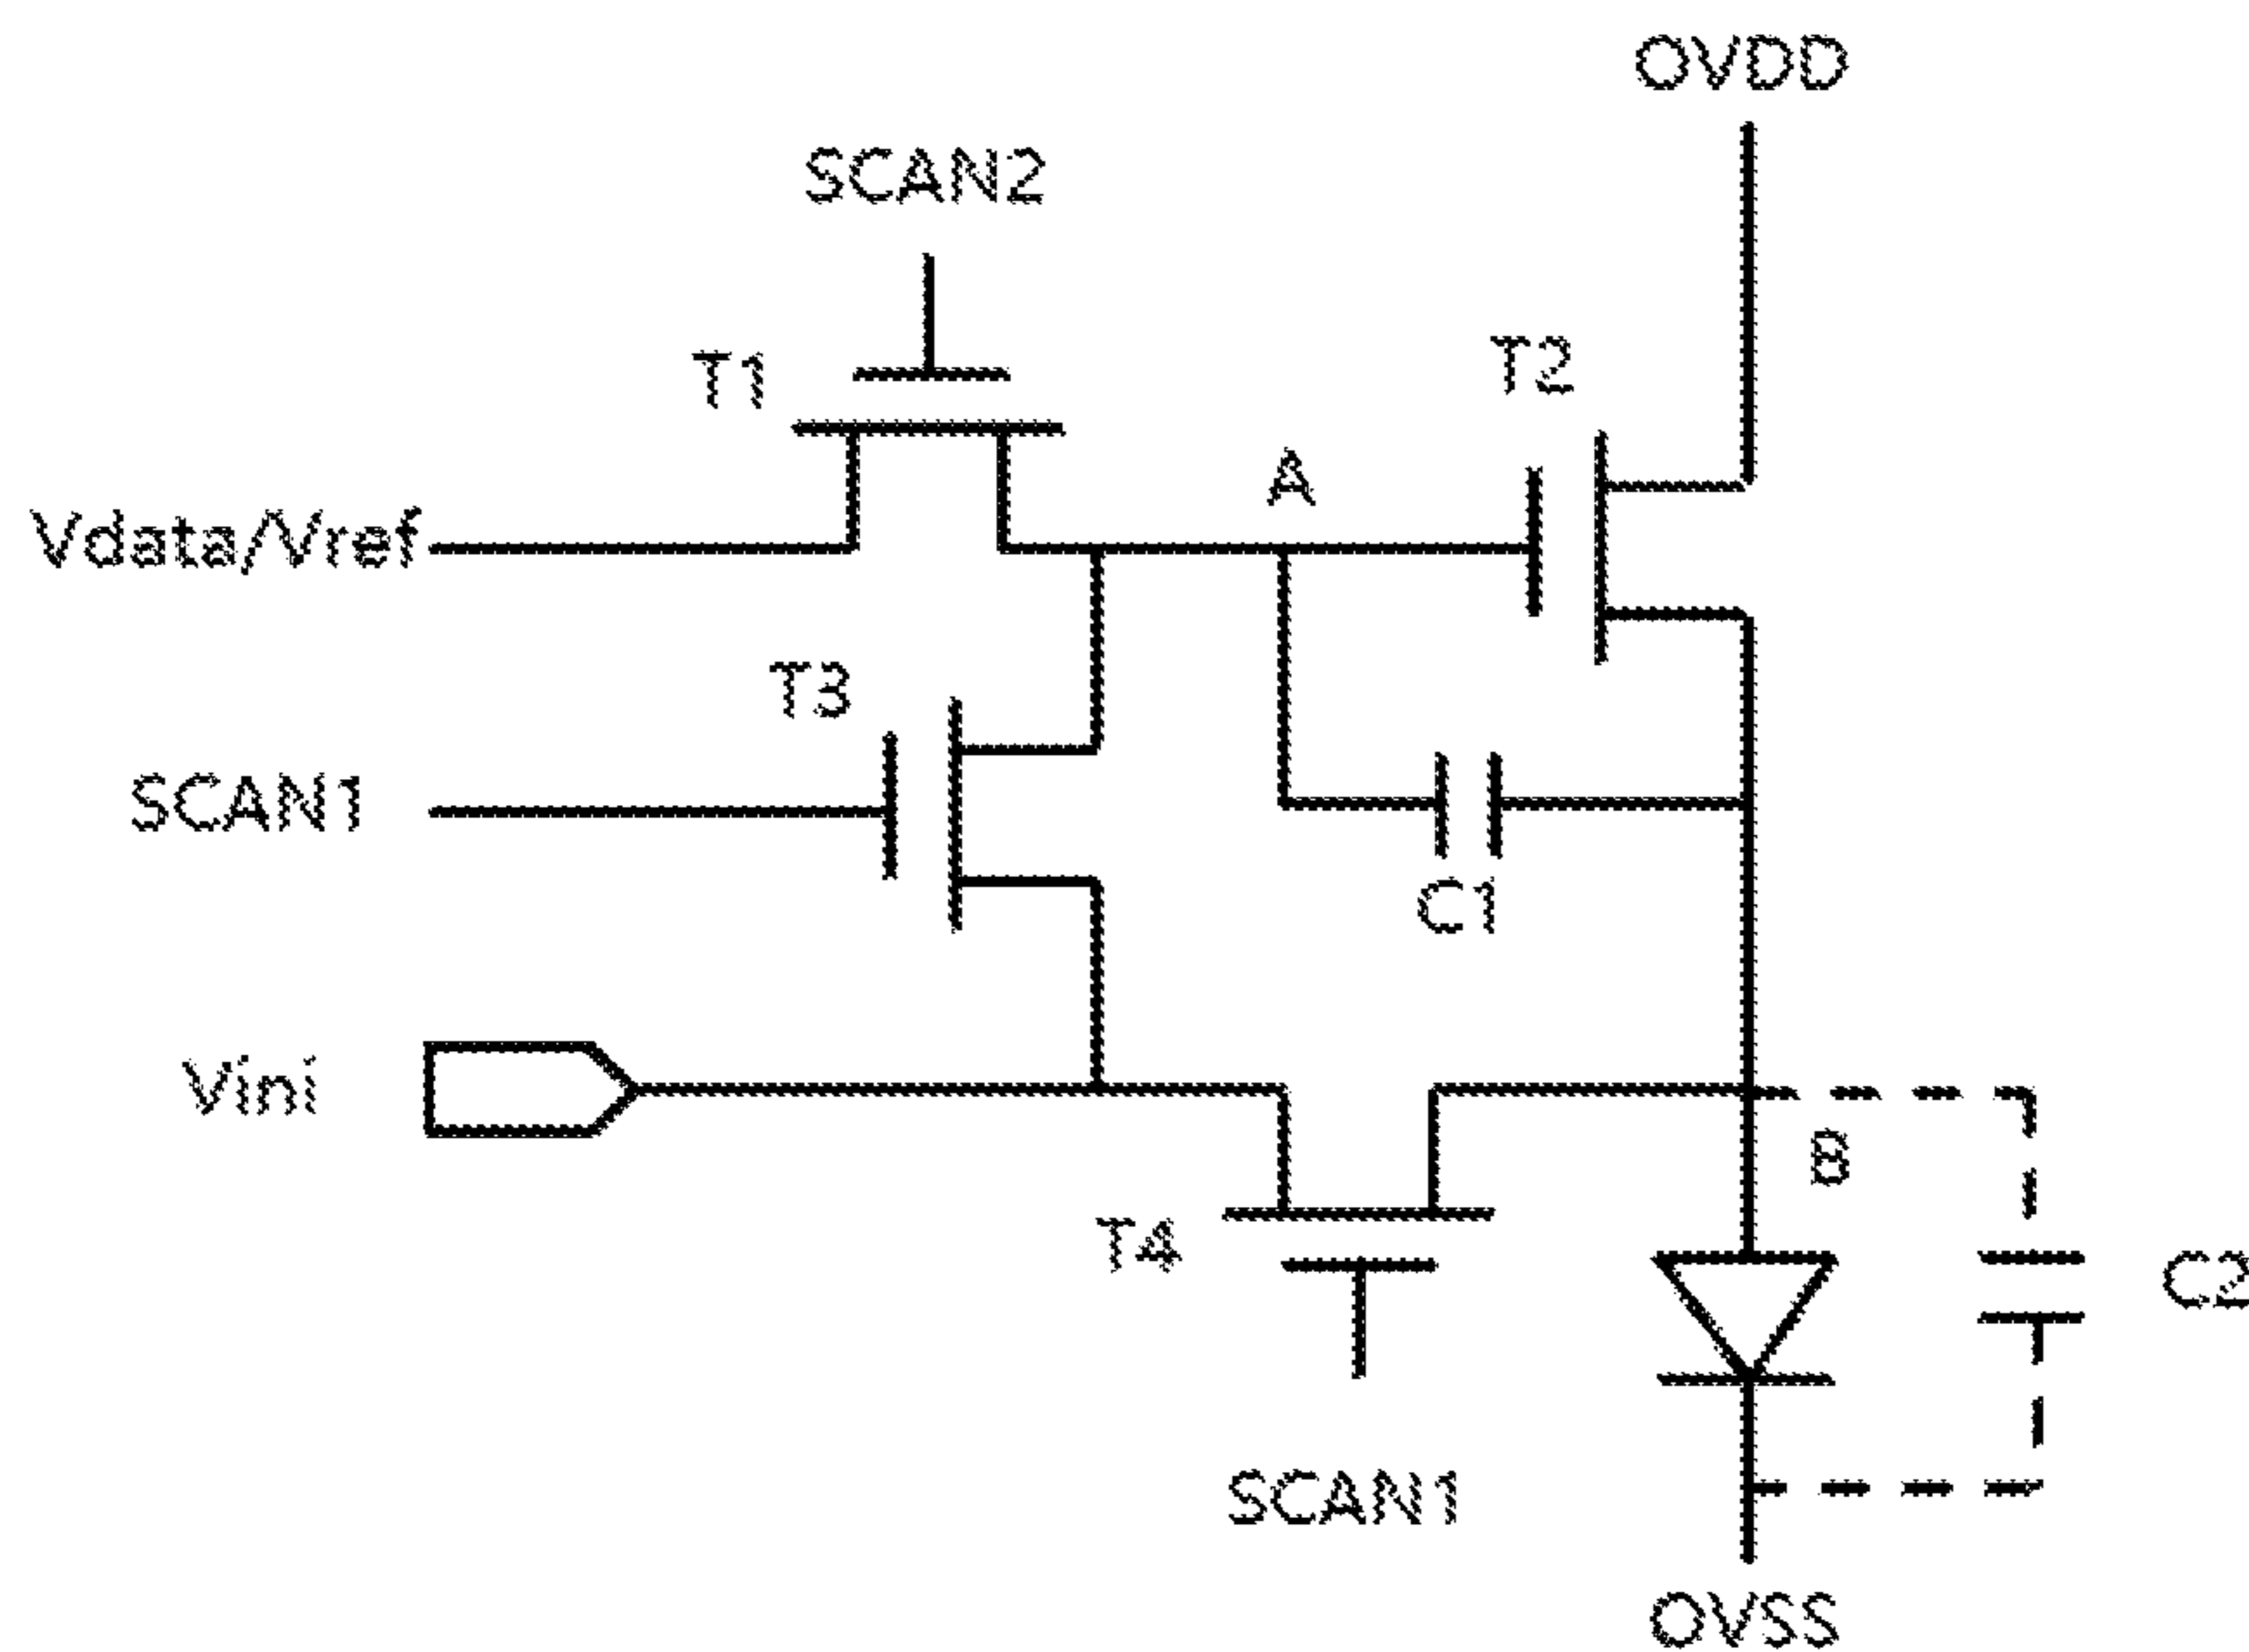 OVDD
SCAN2
T1
T2
A
Vdata/Vref
T3
SCAN1
C1
Vini
B
T4
C2
SCAN1
OVSS